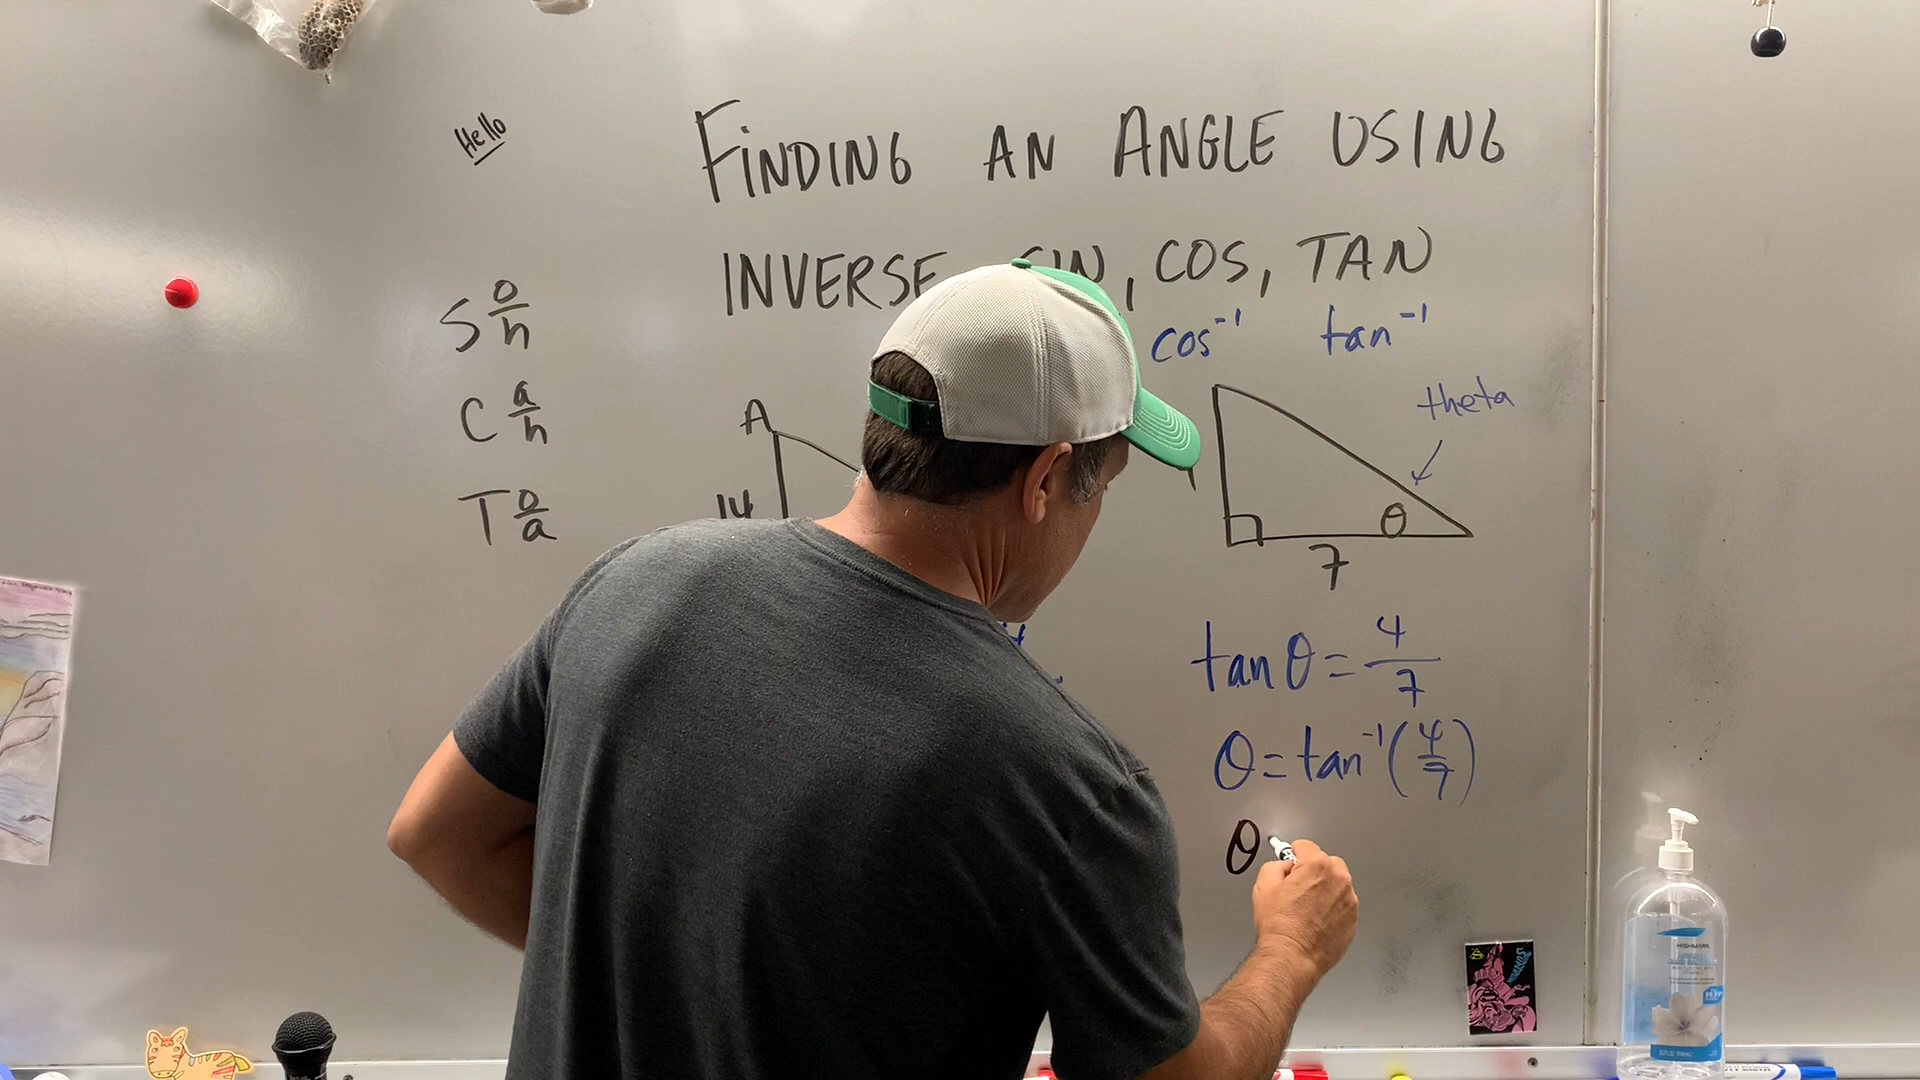 Hello
FINDING AN ANGLE USING
INVERSE SIN, COS, TAN
cos⁻¹ tan⁻¹
S o/h
C a/h
T o/a
A
14
theta
θ
7
tan θ = 4/7
θ = tan⁻¹(4/7)
θ